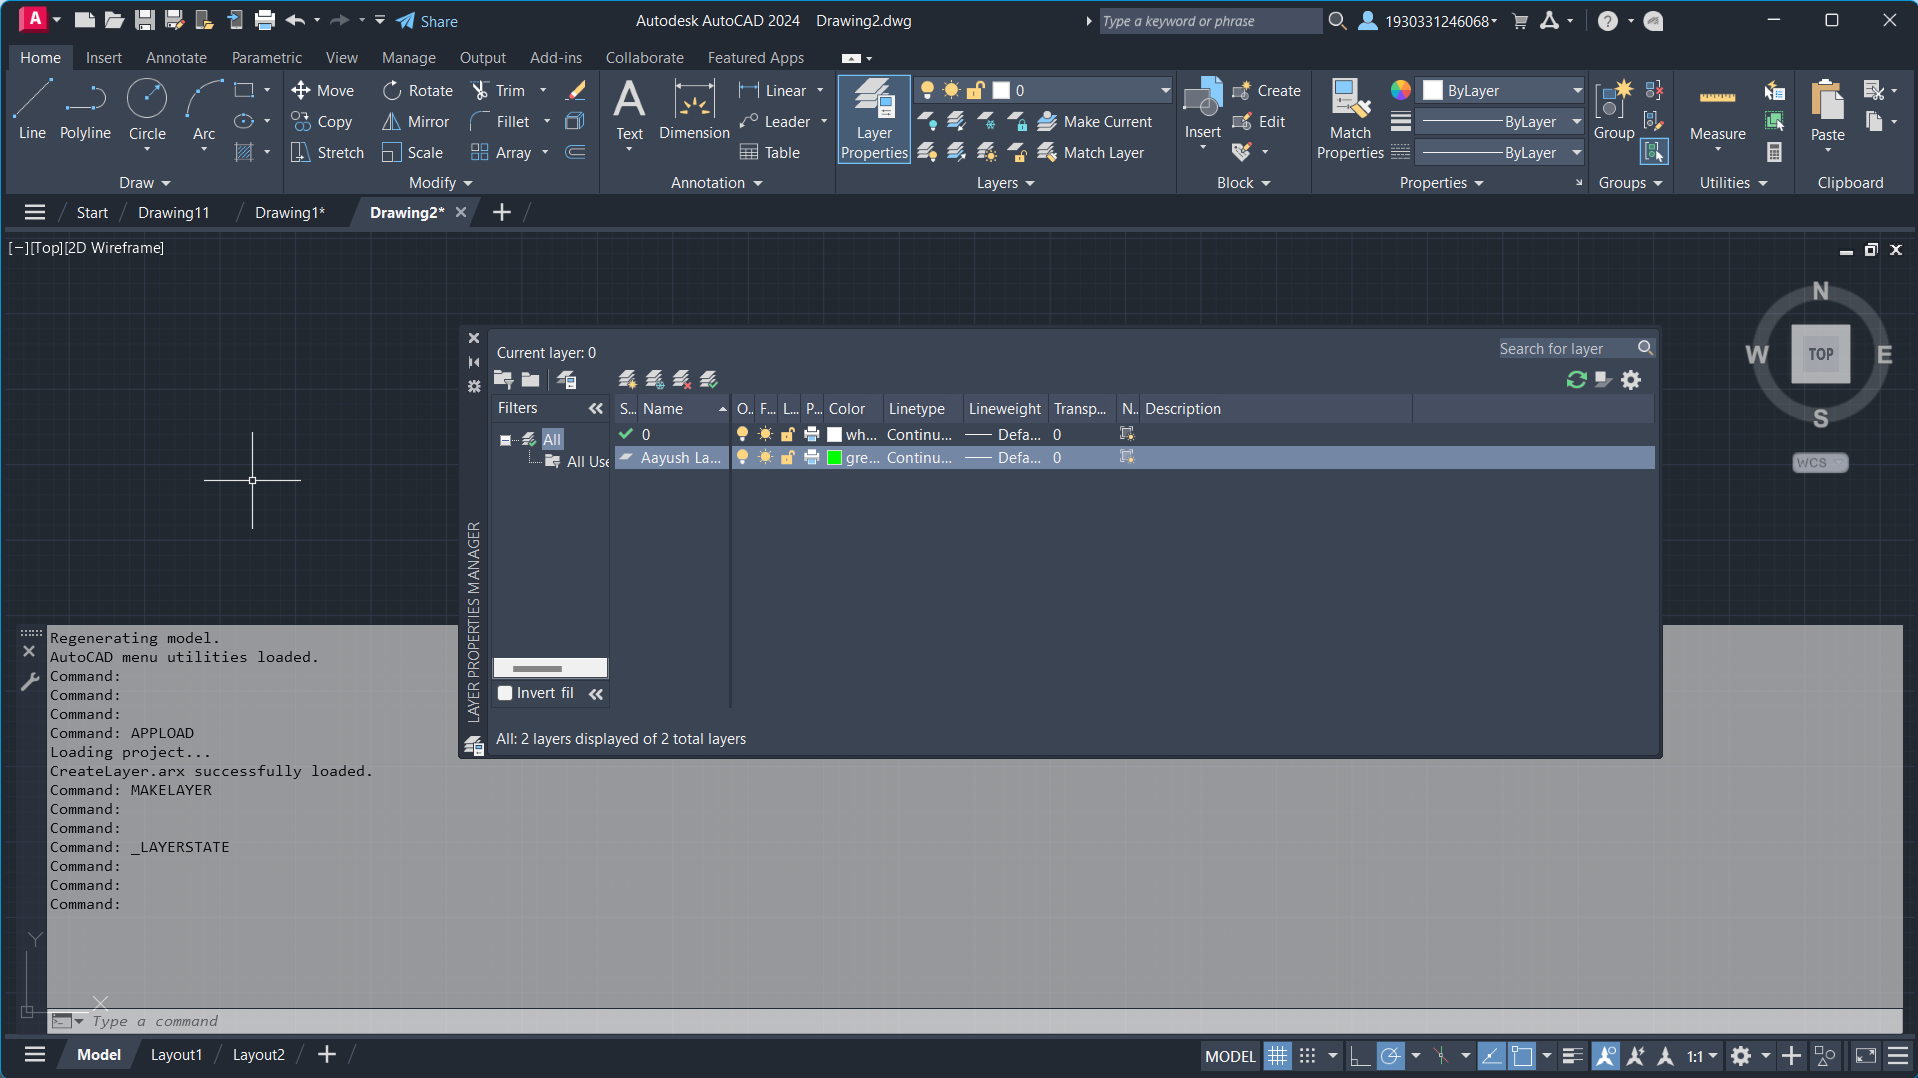 A Share Autodesk AutoCAD 2024 Drawing2.dwg Type a keyword or phrase 1930331246068
Home Insert Annotate Parametric View Manage Output Add-ins Collaborate Featured Apps
Line Polyline Circle Arc
Move Rotate Trim
Copy Mirror Fillet
Stretch Scale Array
Text Dimension
Linear
Leader
Table
Layer Properties
0
Make Current
Match Layer
Insert
Create
Edit
Match Properties
ByLayer
ByLayer
ByLayer
Group
Measure
Paste
Draw Modify Annotation Layers Block Properties Groups Utilities Clipboard
Start Drawing11 Drawing1* Drawing2*
[−][Top][2D Wireframe]
N
W TOP E
S
WCS
LAYER PROPERTIES MANAGER
Current layer: 0
Search for layer
Filters
All
All Use
Invert fil
S.. Name O.. F... L... P.. Color Linetype Lineweight Transp... N.. Description
0 wh... Continu... Defa... 0
Aayush La... gre... Continu... Defa... 0
All: 2 layers displayed of 2 total layers
Regenerating model.
AutoCAD menu utilities loaded.
Command:
Command:
Command:
Command: APPLOAD
Loading project...
CreateLayer.arx successfully loaded.
Command: MAKELAYER
Command:
Command:
Command: _LAYERSTATE
Command:
Command:
Command:
Y
X
Type a command
Model Layout1 Layout2
MODEL 1:1